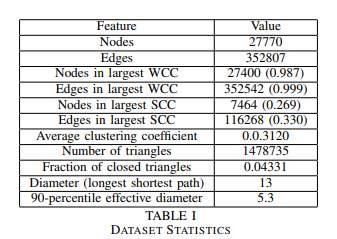 Feature Value
Nodes 27770
Edges 352807
Nodes in largest WCC 27400 (0.987)
Edges in largest WCC 352542 (0.999)
Nodes in largest SCC 7464 (0.269)
Edges in largest SCC 116268 (0.330)
Average clustering coefficient 0.0.3120
Number of triangles 1478735
Fraction of closed triangles 0.04331
Diameter (longest shortest path) 13
90-percentile effective diameter 5.3
TABLE I
DATASET STATISTICS